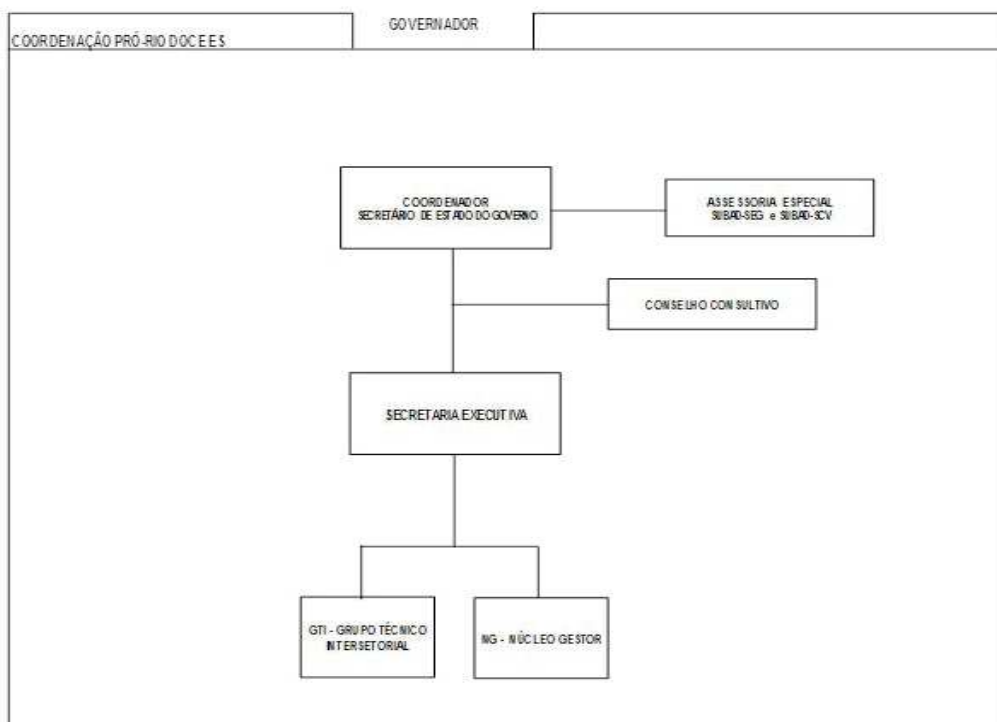 GOVERNADOR
COORDENAÇÃO PRÓ-RIO DOCE ES
COORDENADOR
SECRETÁRIO DE ESTADO DO GOVERNO
ASSESSORIA ESPECIAL
SUBAD-SEG e SUBAD-SCV
CONSELHO CONSULTIVO
SECRETARIA EXECUTIVA
GTI - GRUPO TÉCNICO
INTERSETORIAL
NG - NÚCLEO GESTOR